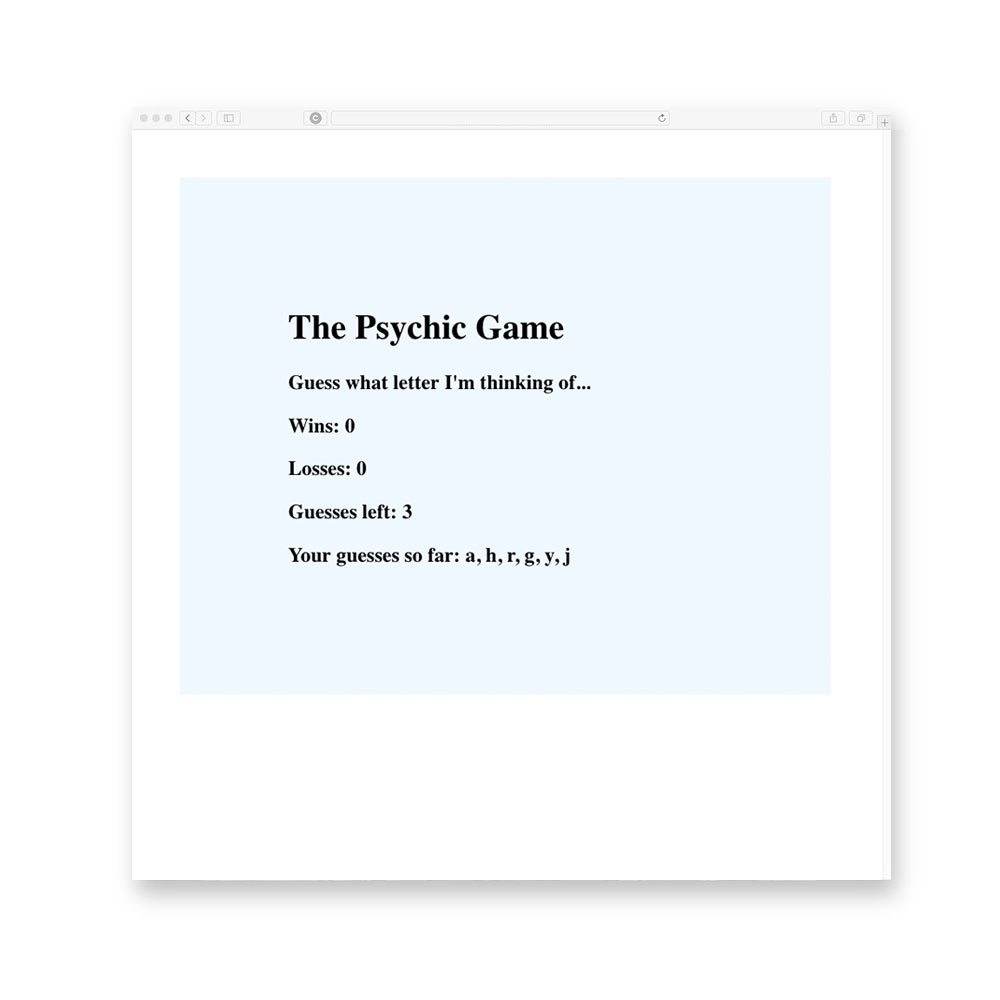 The Psychic Game
Guess what letter I'm thinking of...
Wins: 0
Losses: 0
Guesses left: 3
Your guesses so far: a, h, r, g, y, j